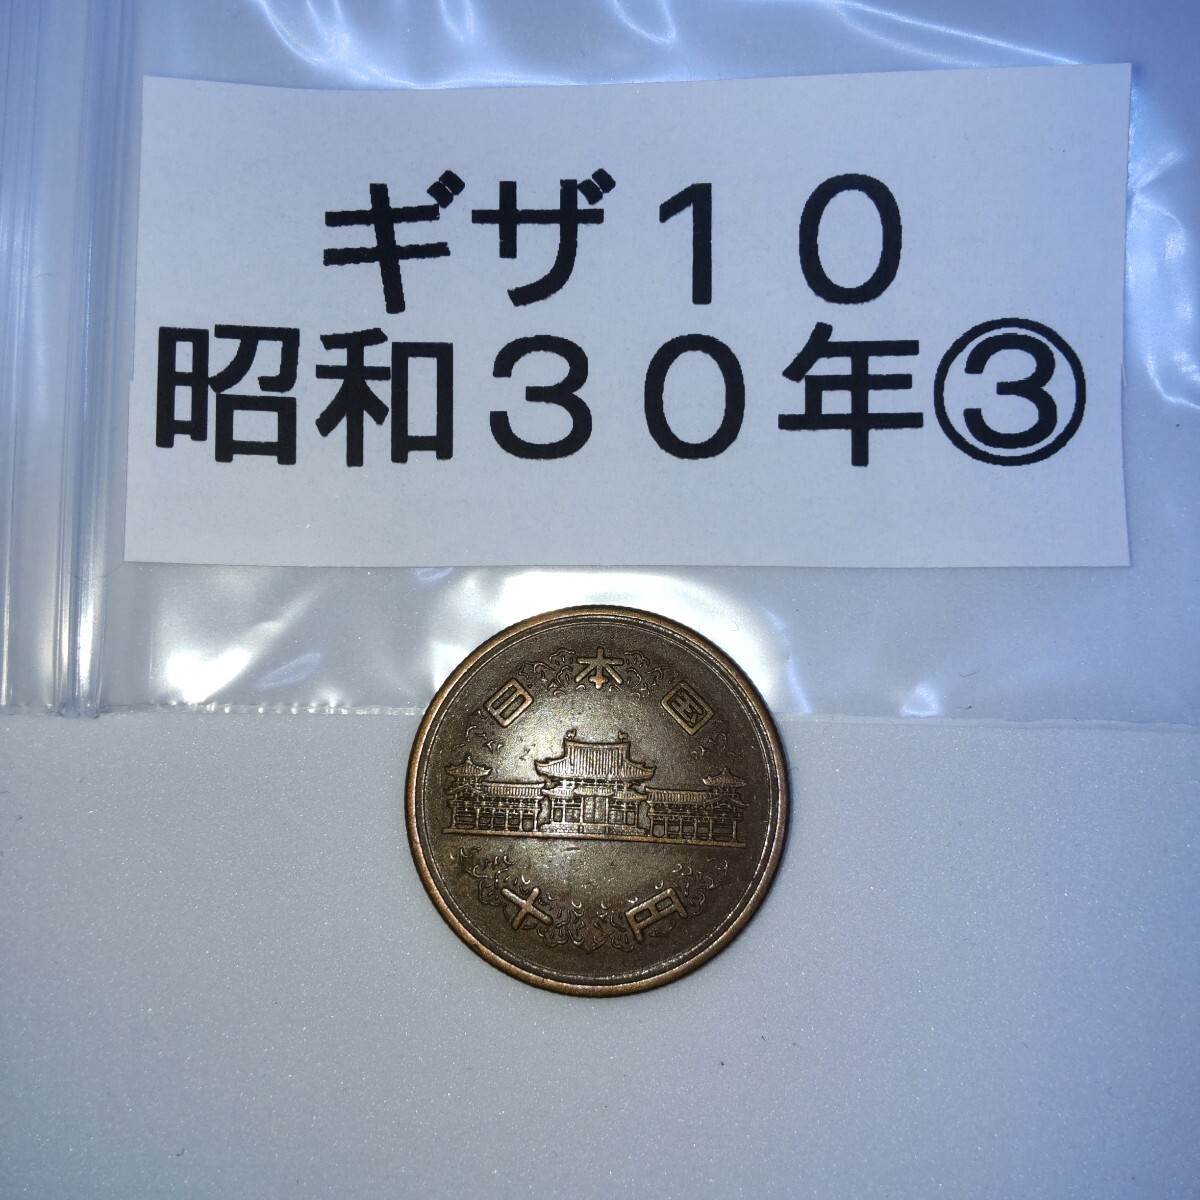 ギザ１０
昭和３０年③
日本国
十円